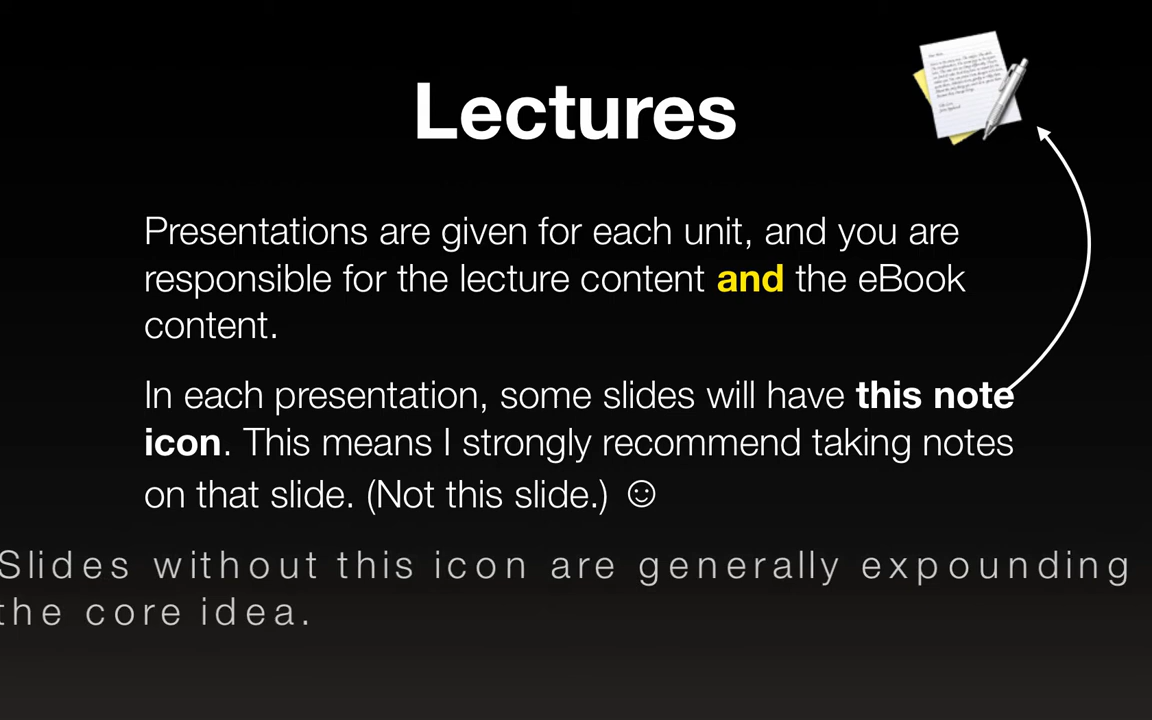 Lectures
Presentations are given for each unit, and you are
responsible for the lecture content and the eBook
content.
In each presentation, some slides will have this note
icon. This means I strongly recommend taking notes
on that slide. (Not this slide.) ☺
Slides without this icon are generally expounding
the core idea.